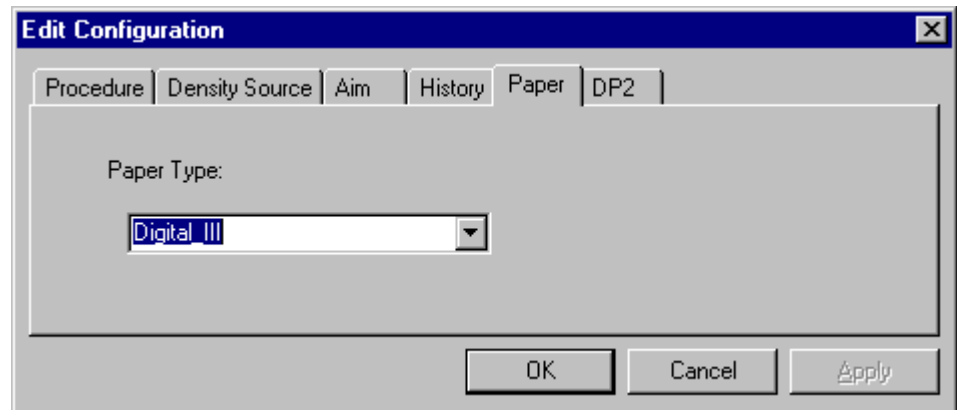 Edit Configuration
Procedure Density Source Aim History Paper DP2
Paper Type:
Digital_III
OK Cancel Apply